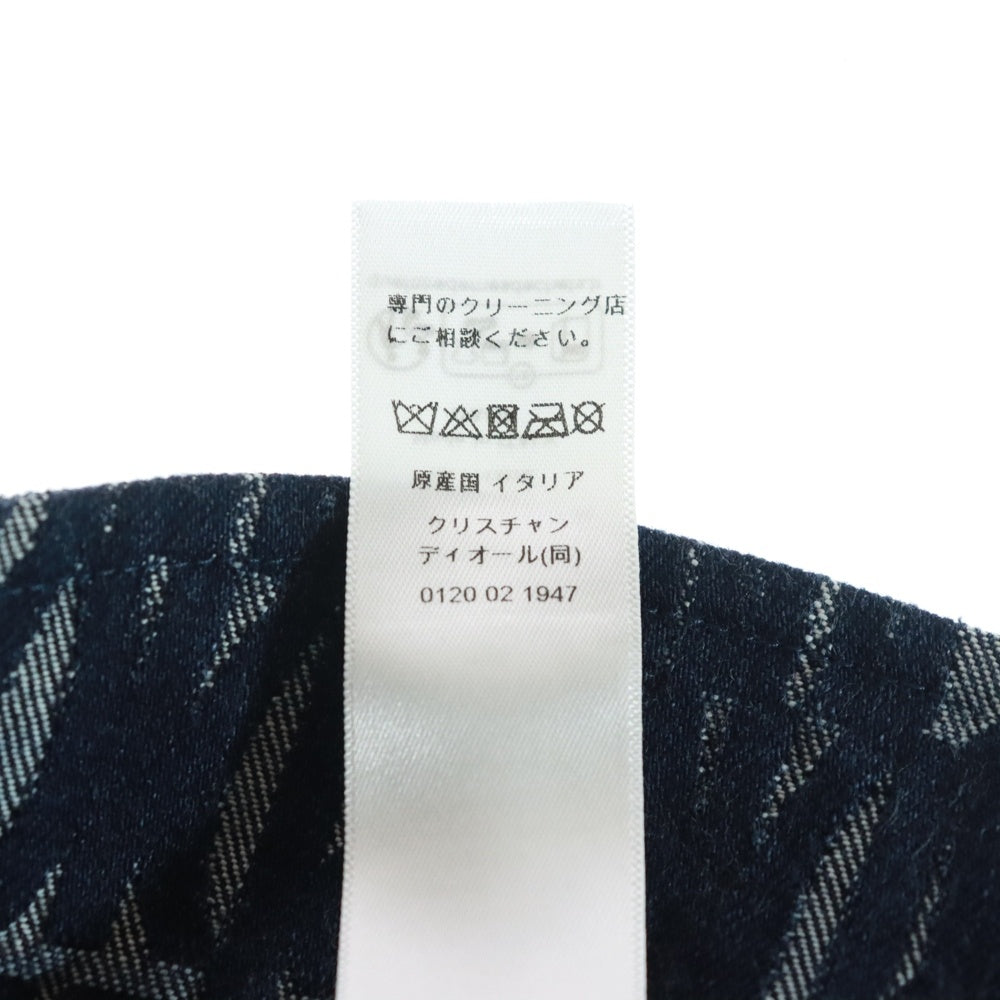 専門のクリーニング店
にご相談ください。
原産国 イタリア
クリスチャン
ディオール(同)
0120 02 1947